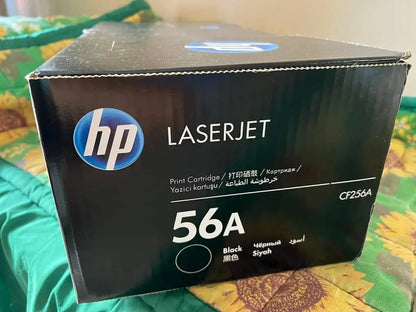 hp
LASERJET
Print Cartridge / 打印硒鼓 / Картридж /
Yazici kartuşu / خرطوشة الطباعة
CF256A
56A
Black Чёрный أسود
黑色 Siyah